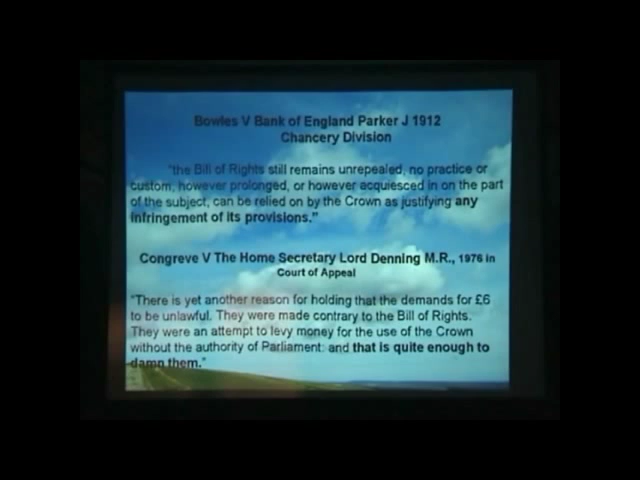 Bowles V Bank of England Parker J 1912
Chancery Division
"the Bill of Rights still remains unrepealed, no practice or
custom, however prolonged, or however acquiesced in on the part
of the subject, can be relied on by the Crown as justifying any
infringement of its provisions.”
Congreve V The Home Secretary Lord Denning M.R., 1976 in
Court of Appeal
“There is yet another reason for holding that the demands for £6
to be unlawful. They were made contrary to the Bill of Rights.
They were an attempt to levy money for the use of the Crown
without the authority of Parliament: and that is quite enough to
damn them.”